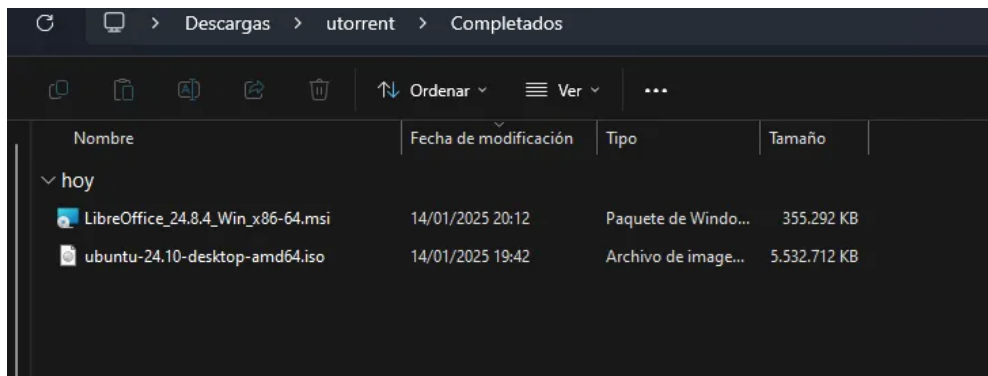 Descargas > utorrent > Completados
Ordenar Ver ...
Nombre Fecha de modificación Tipo Tamaño
hoy
LibreOffice_24.8.4_Win_x86-64.msi 14/01/2025 20:12 Paquete de Windo... 355.292 KB
ubuntu-24.10-desktop-amd64.iso 14/01/2025 19:42 Archivo de image... 5.532.712 KB